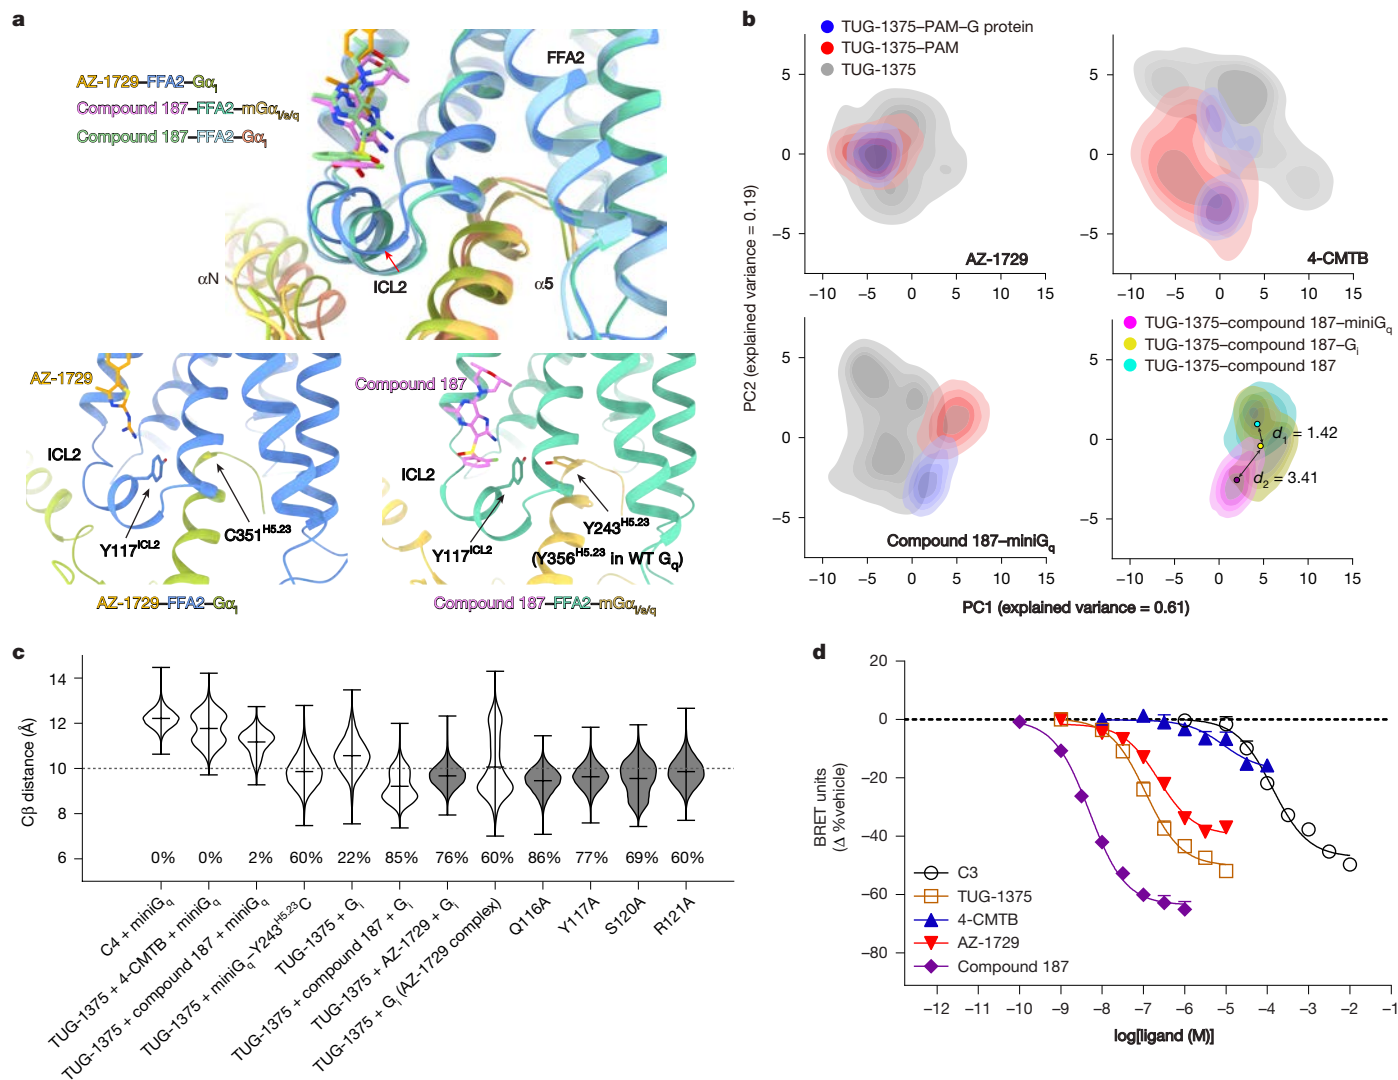 a
AZ-1729–FFA2–Gαi
Compound 187–FFA2–mGαi/s/q
Compound 187–FFA2–Gαi
FFA2
αN
ICL2
α5
AZ-1729
ICL2
Y117ICL2
C351H5.23
AZ-1729–FFA2–Gαi
Compound 187
ICL2
Y117ICL2
Y243H5.23
(Y356H5.23 in WT Gq)
Compound 187–FFA2–mGαi/s/q
b
TUG-1375–PAM–G protein
TUG-1375–PAM
TUG-1375
5
0
−5
AZ-1729
−10 −5 0 5 10 15
5
0
−5
4-CMTB
−10 −5 0 5 10 15
PC2 (explained variance = 0.19)
5
0
−5
Compound 187–miniGq
−10 −5 0 5 10 15
TUG-1375–compound 187–miniGq
TUG-1375–compound 187–Gi
TUG-1375–compound 187
5
0
−5
d1 = 1.42
d2 = 3.41
−10 −5 0 5 10 15
PC1 (explained variance = 0.61)
c
Cβ distance (Å)
14
12
10
8
6
0% 0% 2% 60% 22% 85% 76% 60% 86% 77% 69% 60%
C4 + miniGq
TUG-1375 + 4-CMTB + miniGq
TUG-1375 + compound 187 + miniGq
TUG-1375 + miniGq–Y243H5.23C
TUG-1375 + Gi
TUG-1375 + compound 187 + Gi
TUG-1375 + AZ-1729 + Gi
TUG-1375 + Gi (AZ-1729 complex)
Q116A
Y117A
S120A
R121A
d
BRET units
(Δ %vehicle)
20
0
−20
−40
−60
−80
C3
TUG-1375
4-CMTB
AZ-1729
Compound 187
−12 −11 −10 −9 −8 −7 −6 −5 −4 −3 −2 −1
log[ligand (M)]